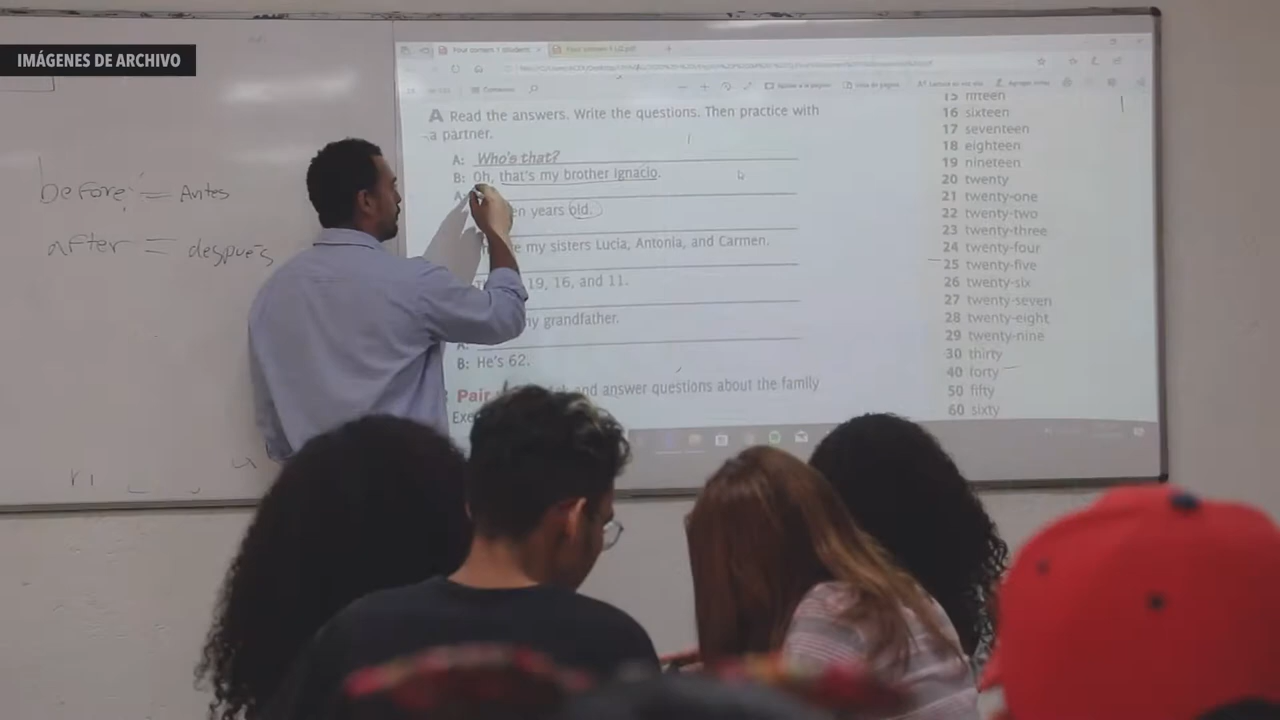 IMÁGENES DE ARCHIVO
before = Antes
after = después
A Read the answers. Write the questions. Then practice with
a partner.
A: Who's that?
B: Oh, that's my brother Ignacio.
years old.
my sisters Lucia, Antonia, and Carmen.
19, 16, and 11.
my grandfather.
A:
B: He's 62.
Pair and answer questions about the family
15 fifteen
16 sixteen
17 seventeen
18 eighteen
19 nineteen
20 twenty
21 twenty-one
22 twenty-two
23 twenty-three
24 twenty-four
25 twenty-five
26 twenty-six
27 twenty-seven
28 twenty-eight
29 twenty-nine
30 thirty
40 forty
50 fifty
60 sixty